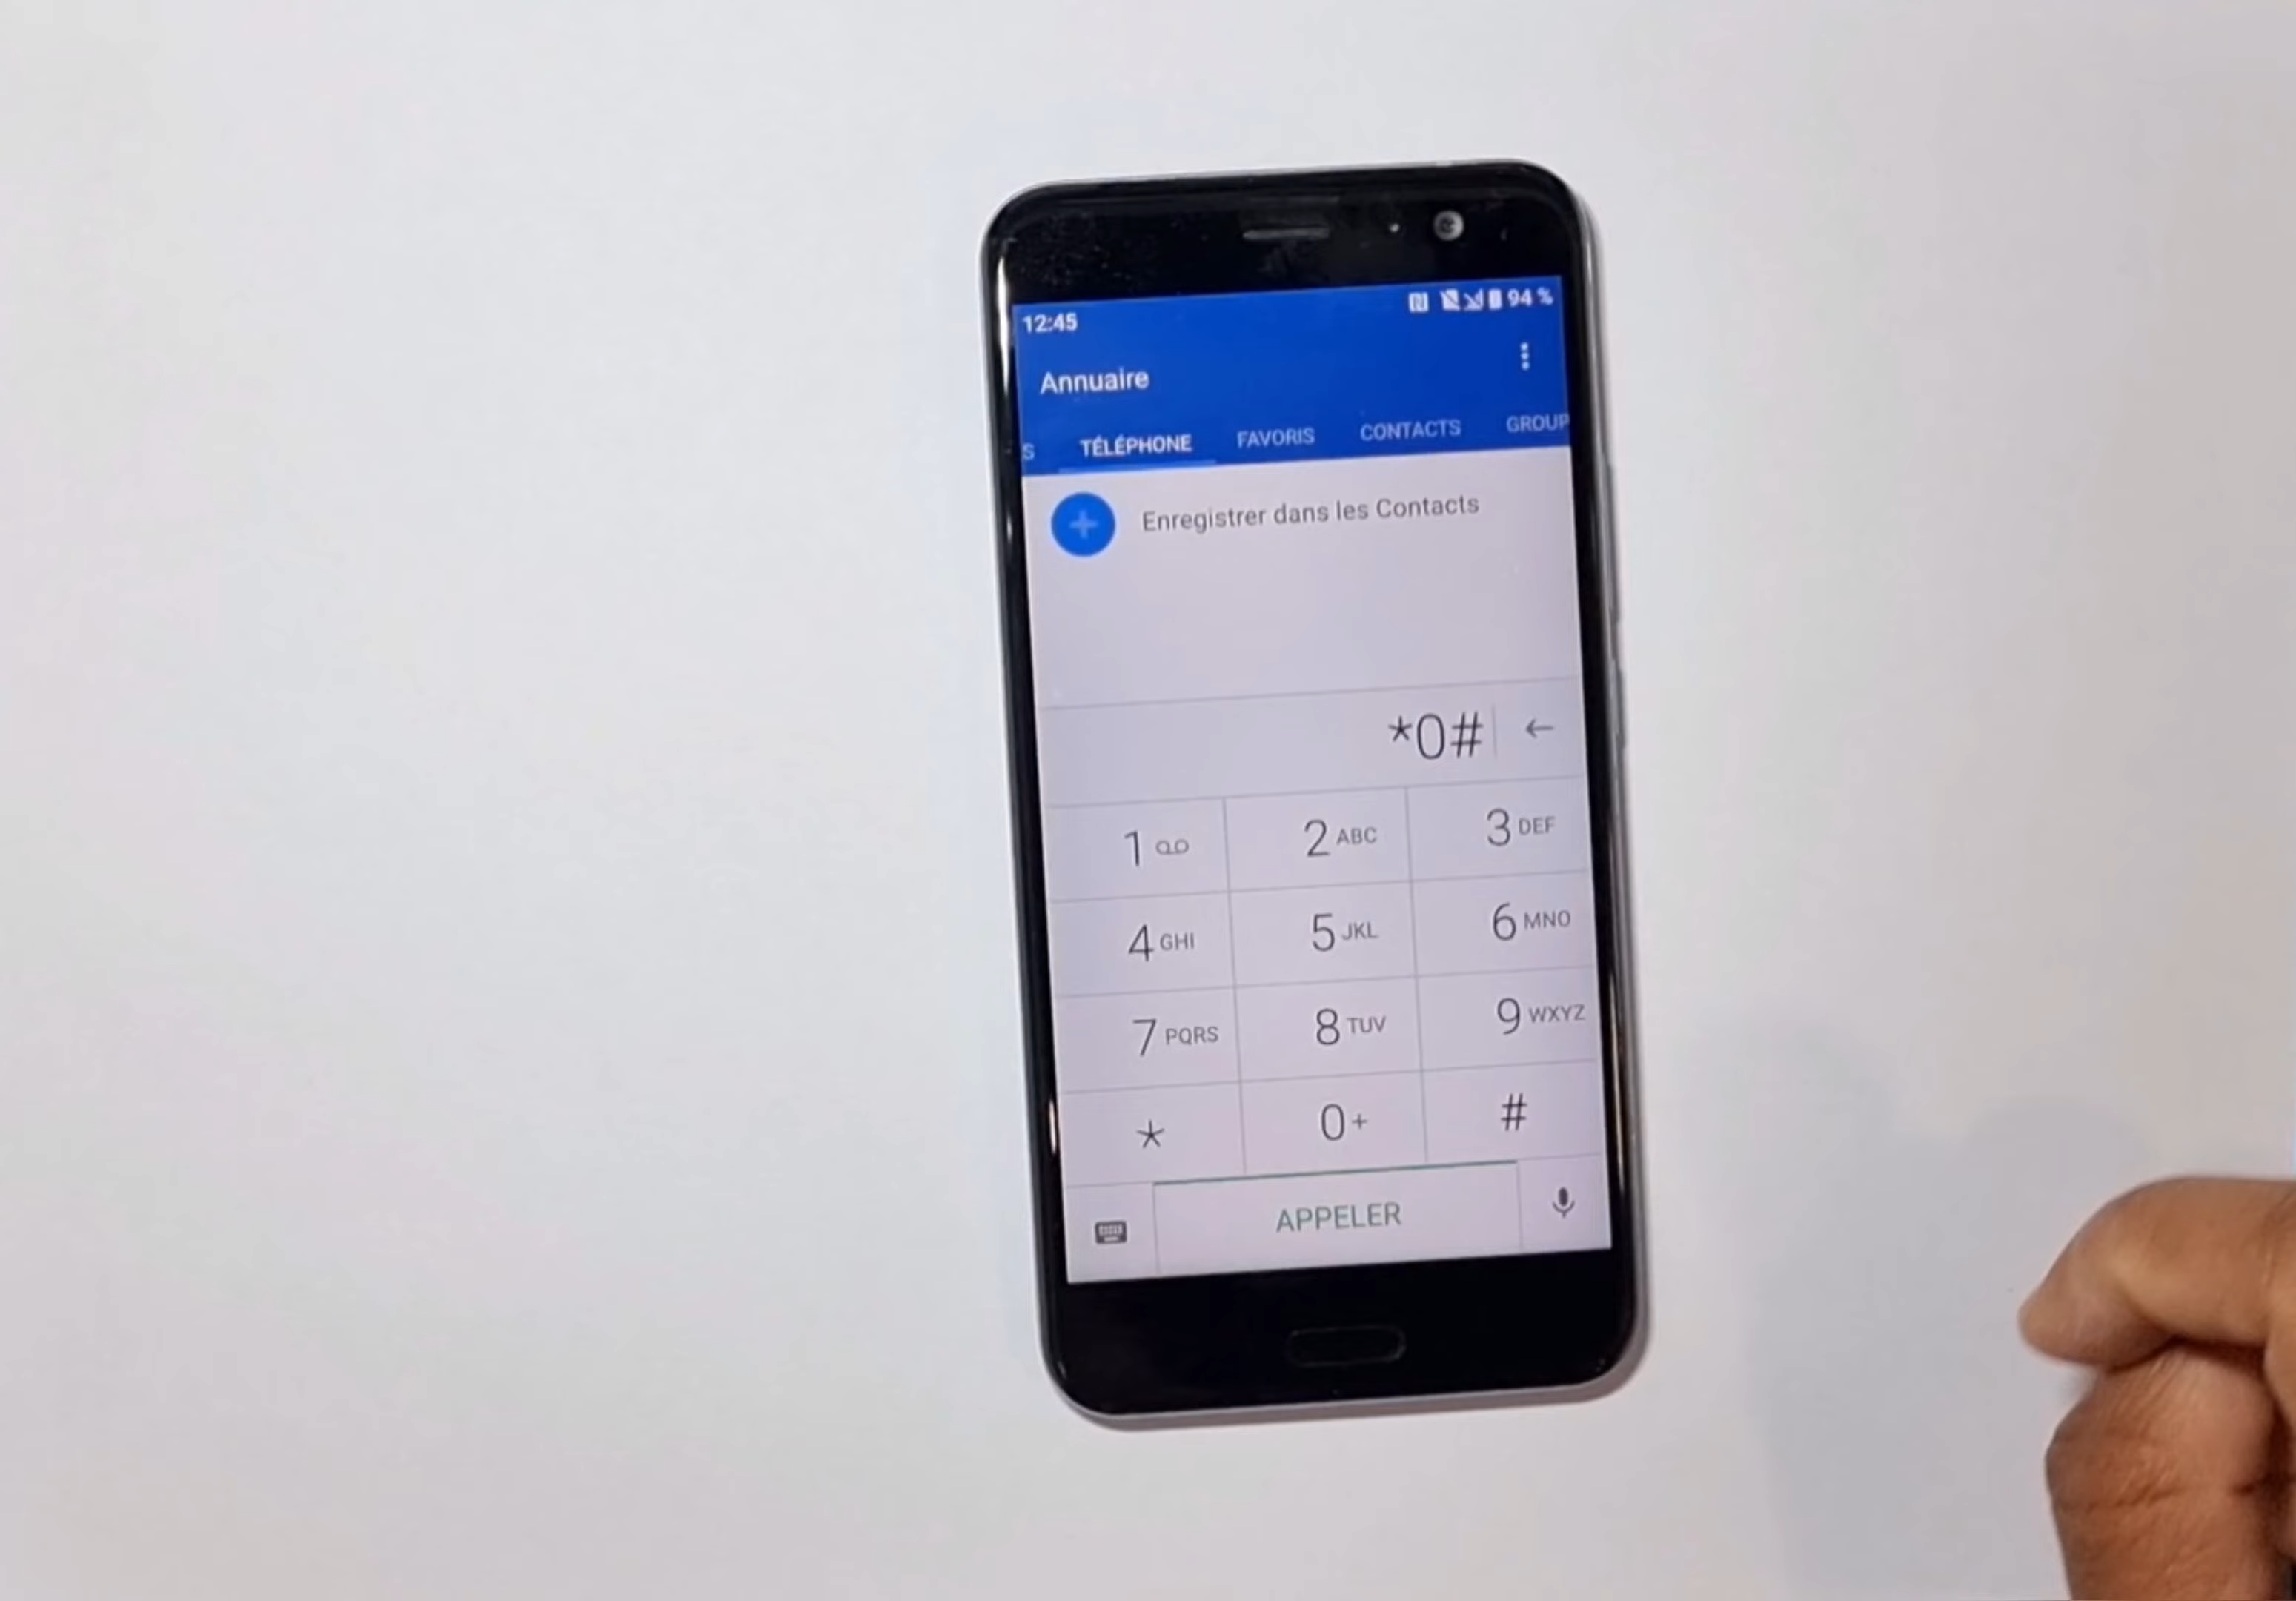 12:45 94 %
Annuaire
S TÉLÉPHONE FAVORIS CONTACTS GROUP
Enregistrer dans les Contacts
*0#
1 2 ABC 3 DEF
4 GHI 5 JKL 6 MNO
7 PQRS 8 TUV 9 WXYZ
* 0 + #
APPELER